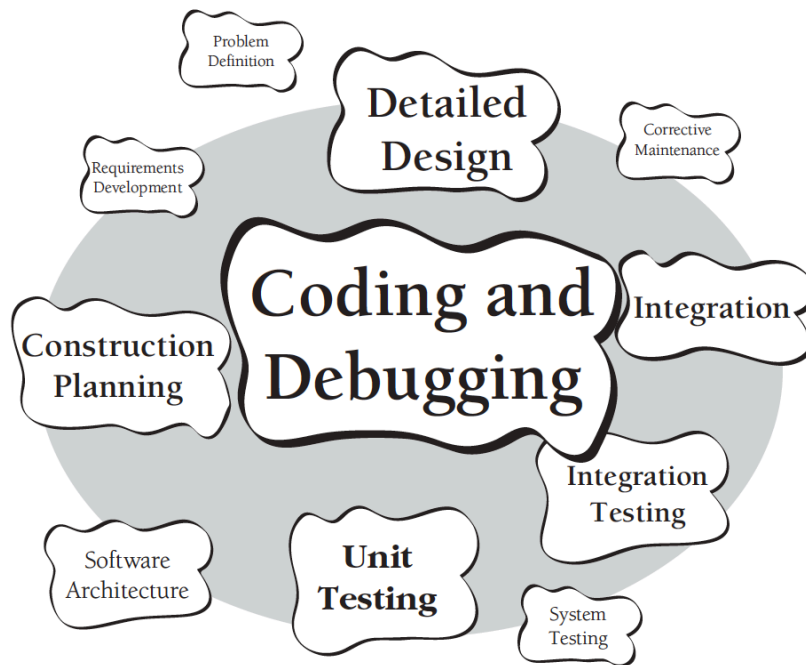 Problem
Definition
Detailed
Design
Corrective
Maintenance
Requirements
Development
Coding and
Debugging
Integration
Construction
Planning
Integration
Testing
Software
Architecture
Unit
Testing
System
Testing